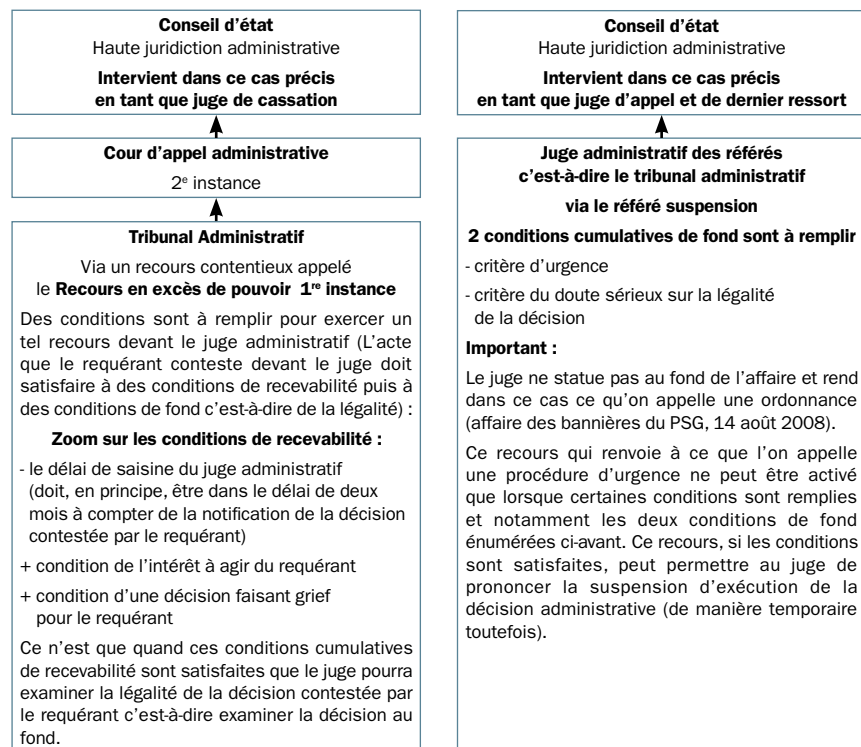 Conseil d'état
Haute juridiction administrative
Intervient dans ce cas précis
en tant que juge de cassation
Cour d'appel administrative
2e instance
Tribunal Administratif
Via un recours contentieux appelé
le Recours en excès de pouvoir 1re instance
Des conditions sont à remplir pour exercer un
tel recours devant le juge administratif (L'acte
que le requérant conteste devant le juge doit
satisfaire à des conditions de recevabilité puis à
des conditions de fond c'est-à-dire de la légalité) :
Zoom sur les conditions de recevabilité :
- le délai de saisine du juge administratif
(doit, en principe, être dans le délai de deux
mois à compter de la notification de la décision
contestée par le requérant)
+ condition de l'intérêt à agir du requérant
+ condition d'une décision faisant grief
pour le requérant
Ce n'est que quand ces conditions cumulatives
de recevabilité sont satisfaites que le juge pourra
examiner la légalité de la décision contestée par
le requérant c'est-à-dire examiner la décision au
fond.
Conseil d'état
Haute juridiction administrative
Intervient dans ce cas précis
en tant que juge d'appel et de dernier ressort
Juge administratif des référés
c'est-à-dire le tribunal administratif
via le référé suspension
2 conditions cumulatives de fond sont à remplir
- critère d'urgence
- critère du doute sérieux sur la légalité
de la décision
Important :
Le juge ne statue pas au fond de l'affaire et rend
dans ce cas ce qu'on appelle une ordonnance
(affaire des bannières du PSG, 14 août 2008).
Ce recours qui renvoie à ce que l'on appelle
une procédure d'urgence ne peut être activé
que lorsque certaines conditions sont remplies
et notamment les deux conditions de fond
énumérées ci-avant. Ce recours, si les conditions
sont satisfaites, peut permettre au juge de
prononcer la suspension d'exécution de la
décision administrative (de manière temporaire
toutefois).